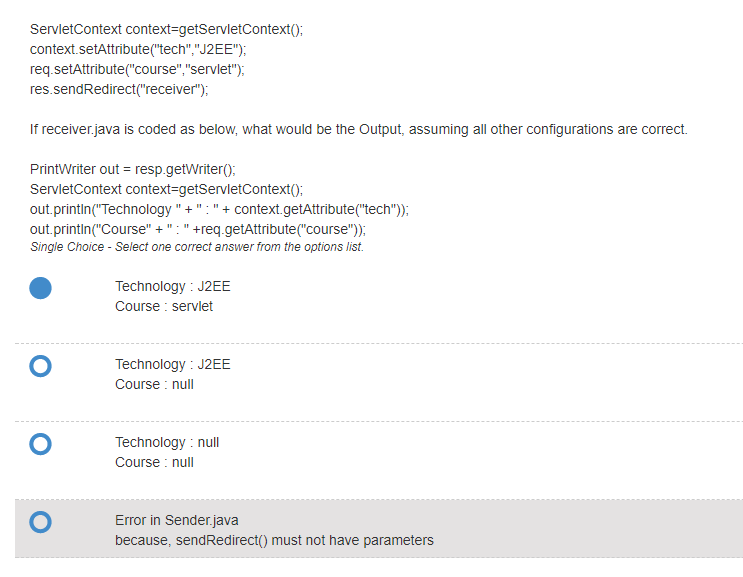 ServletContext context=getServletContext();
context.setAttribute("tech","J2EE");
req.setAttribute("course","servlet");
res.sendRedirect("receiver");
If receiver.java is coded as below, what would be the Output, assuming all other configurations are correct.
PrintWriter out = resp.getWriter();
ServletContext context=getServletContext();
out.println("Technology " + " : " + context.getAttribute("tech"));
out.println("Course" + " : " +req.getAttribute("course"));
Single Choice - Select one correct answer from the options list.
Technology : J2EE
Course : servlet
Technology : J2EE
Course : null
Technology : null
Course : null
Error in Sender.java
because, sendRedirect() must not have parameters